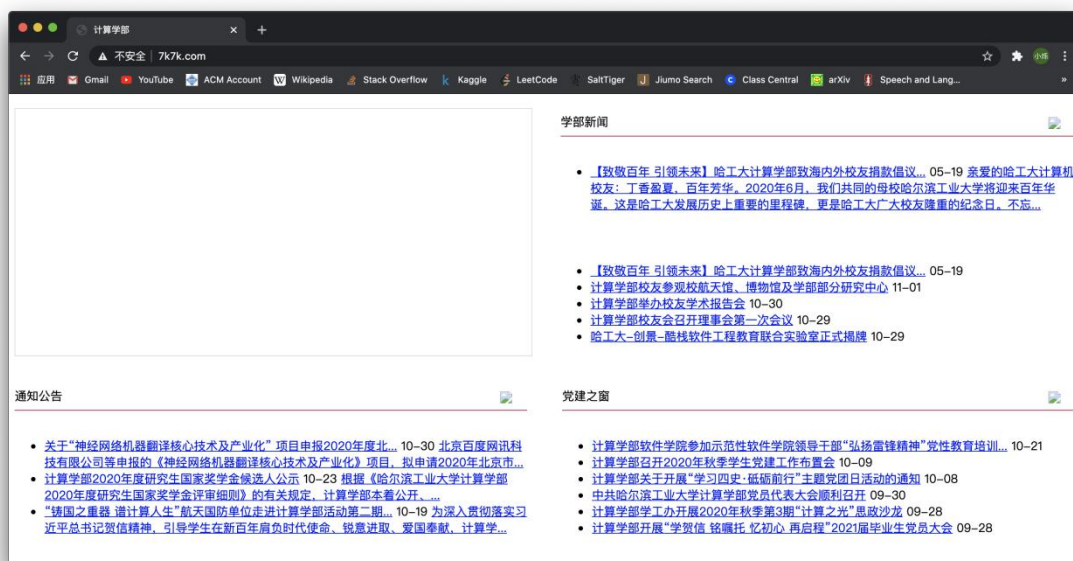 计算学部
不安全 7k7k.com
小烁
应用 Gmail YouTube ACM Account Wikipedia Stack Overflow Kaggle LeetCode SaltTiger Jiumo Search Class Central arXiv Speech and Lang... »
学部新闻
【致敬百年 引领未来】哈工大计算学部致海内外校友捐款倡议... 05-19 亲爱的哈工大计算机
校友：丁香盈夏，百年芳华。2020年6月，我们共同的母校哈尔滨工业大学将迎来百年华
诞。这是哈工大发展历史上重要的里程碑，更是哈工大广大校友隆重的纪念日。不忘...
【致敬百年 引领未来】哈工大计算学部致海内外校友捐款倡议... 05-19
计算学部校友参观校航天馆、博物馆及学部部分研究中心 11-01
计算学部举办校友学术报告会 10-30
计算学部校友会召开理事会第一次会议 10-29
哈工大-创景-酷栈软件工程教育联合实验室正式揭牌 10-29
通知公告
关于“神经网络机器翻译核心技术及产业化” 项目申报2020年度北... 10-30 北京百度网讯科
技有限公司等申报的《神经网络机器翻译核心技术及产业化》项目，拟申请2020年北京市...
计算学部2020年度研究生国家奖学金候选人公示 10-23 根据《哈尔滨工业大学计算学部
2020年度研究生国家奖学金评审细则》的有关规定，计算学部本着公开、...
“铸国之重器 谱计算人生”航天国防单位走进计算学部活动第二期... 10-19 为深入贯彻落实习
近平总书记贺信精神，引导学生在新百年肩负时代使命、锐意进取、爱国奉献，计算学...
党建之窗
计算学部软件学院参加示范性软件学院领导干部“弘扬雷锋精神”党性教育培训... 10-21
计算学部召开2020年秋季学生党建工作布置会 10-09
计算学部关于开展“学习四史·砥砺前行”主题党团日活动的通知 10-08
中共哈尔滨工业大学计算学部党员代表大会顺利召开 09-30
计算学部学工办开展2020年秋季第3期“计算之光”思政沙龙 09-28
计算学部开展“学贺信 铭嘱托 忆初心 再启程”2021届毕业生党员大会 09-28